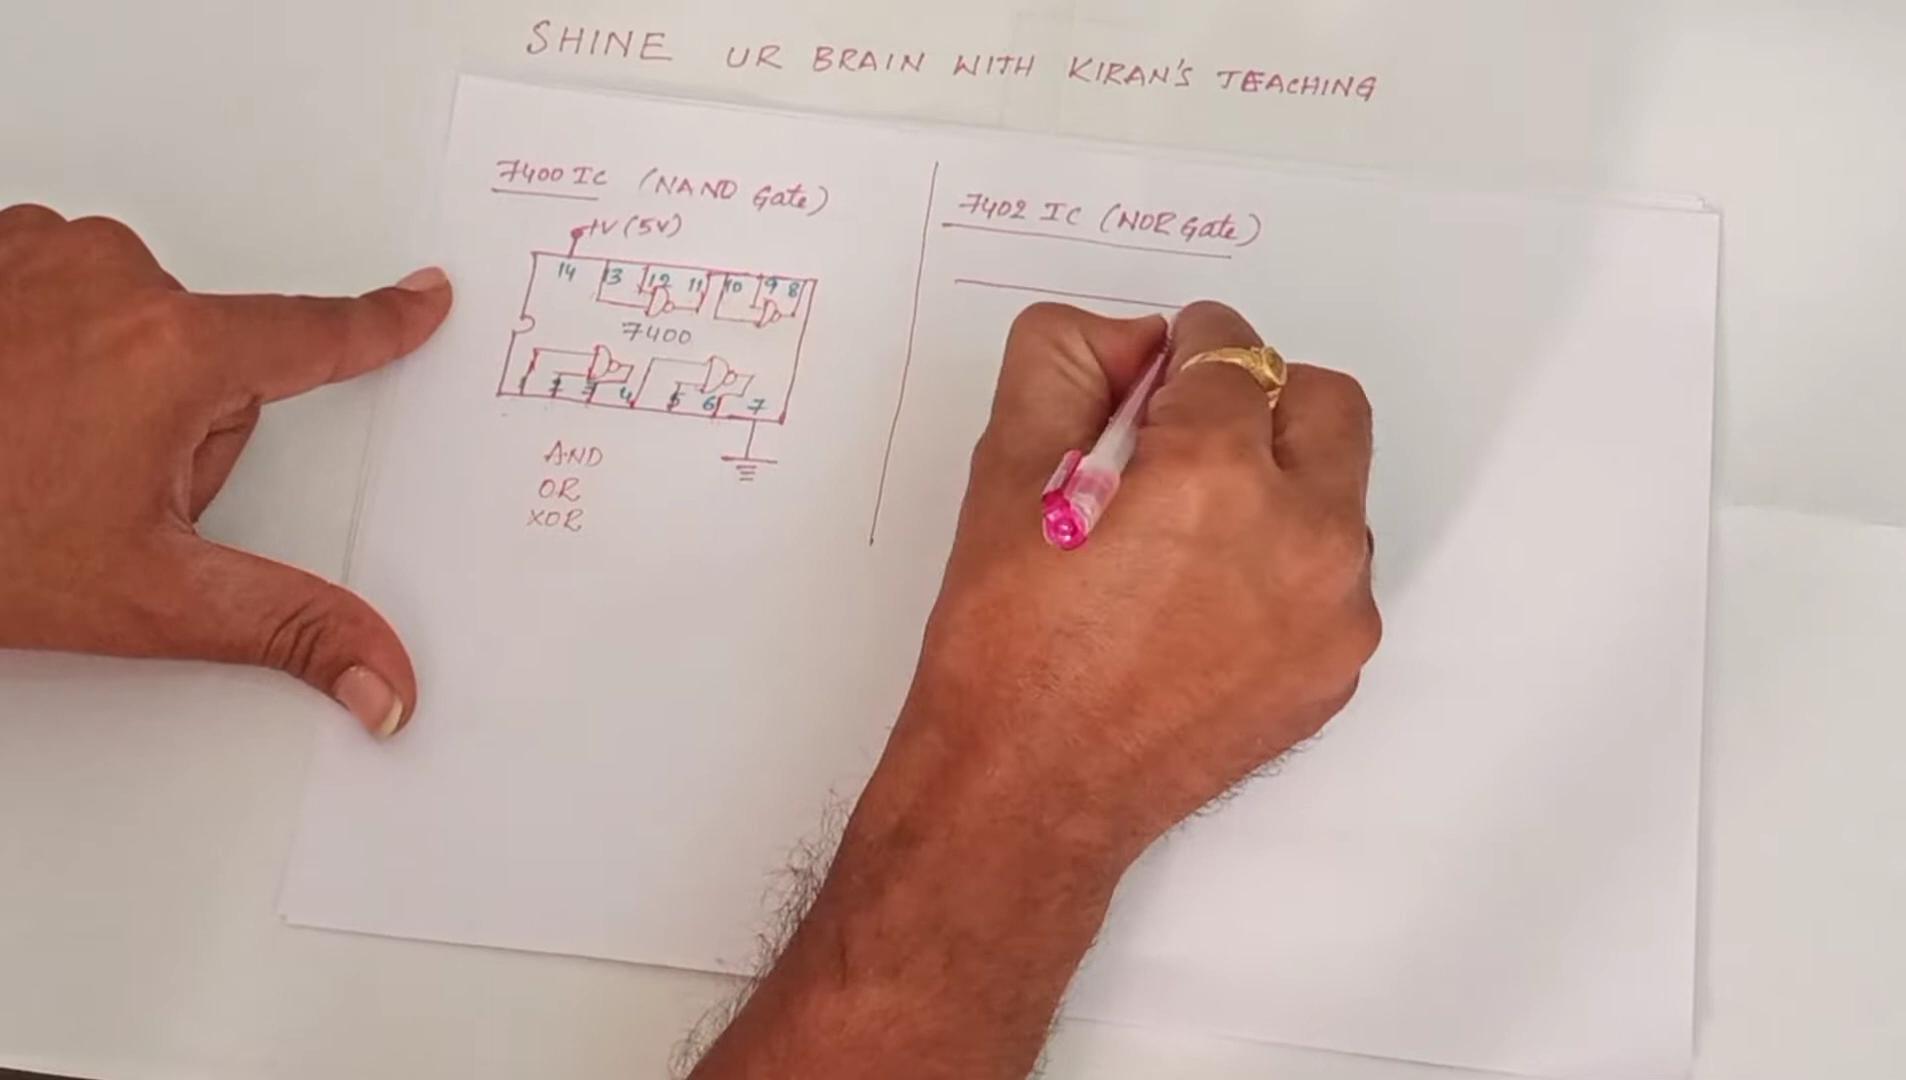 SHINE UR BRAIN WITH KIRAN'S TEACHING
7400 IC (NAND Gate)
+V (5V)
14 13 12 11 10 9 8
7400
1 2 3 4 5 6 7
AND
OR
XOR
7402 IC (NOR Gate)